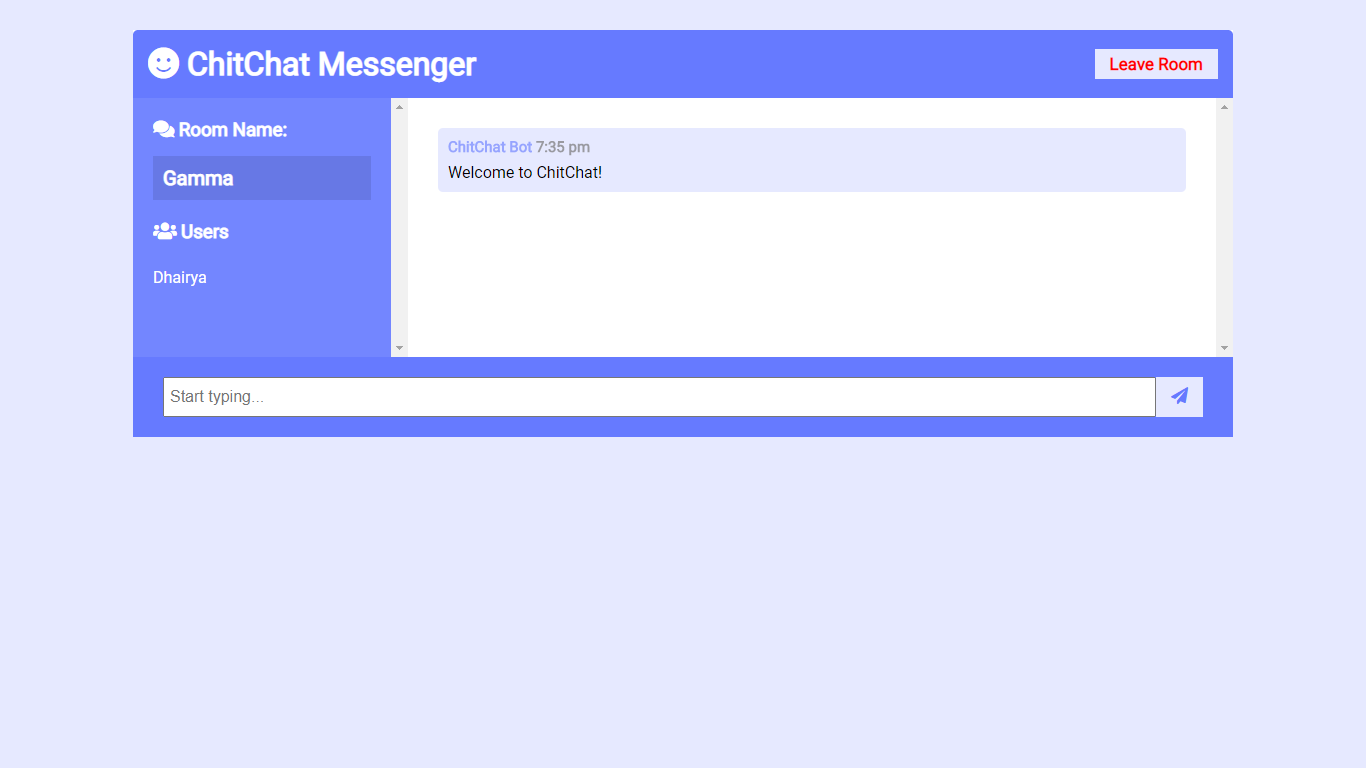 ChitChat Messenger
Leave Room
Room Name:
Gamma
Users
Dhairya
ChitChat Bot 7:35 pm
Welcome to ChitChat!
Start typing...